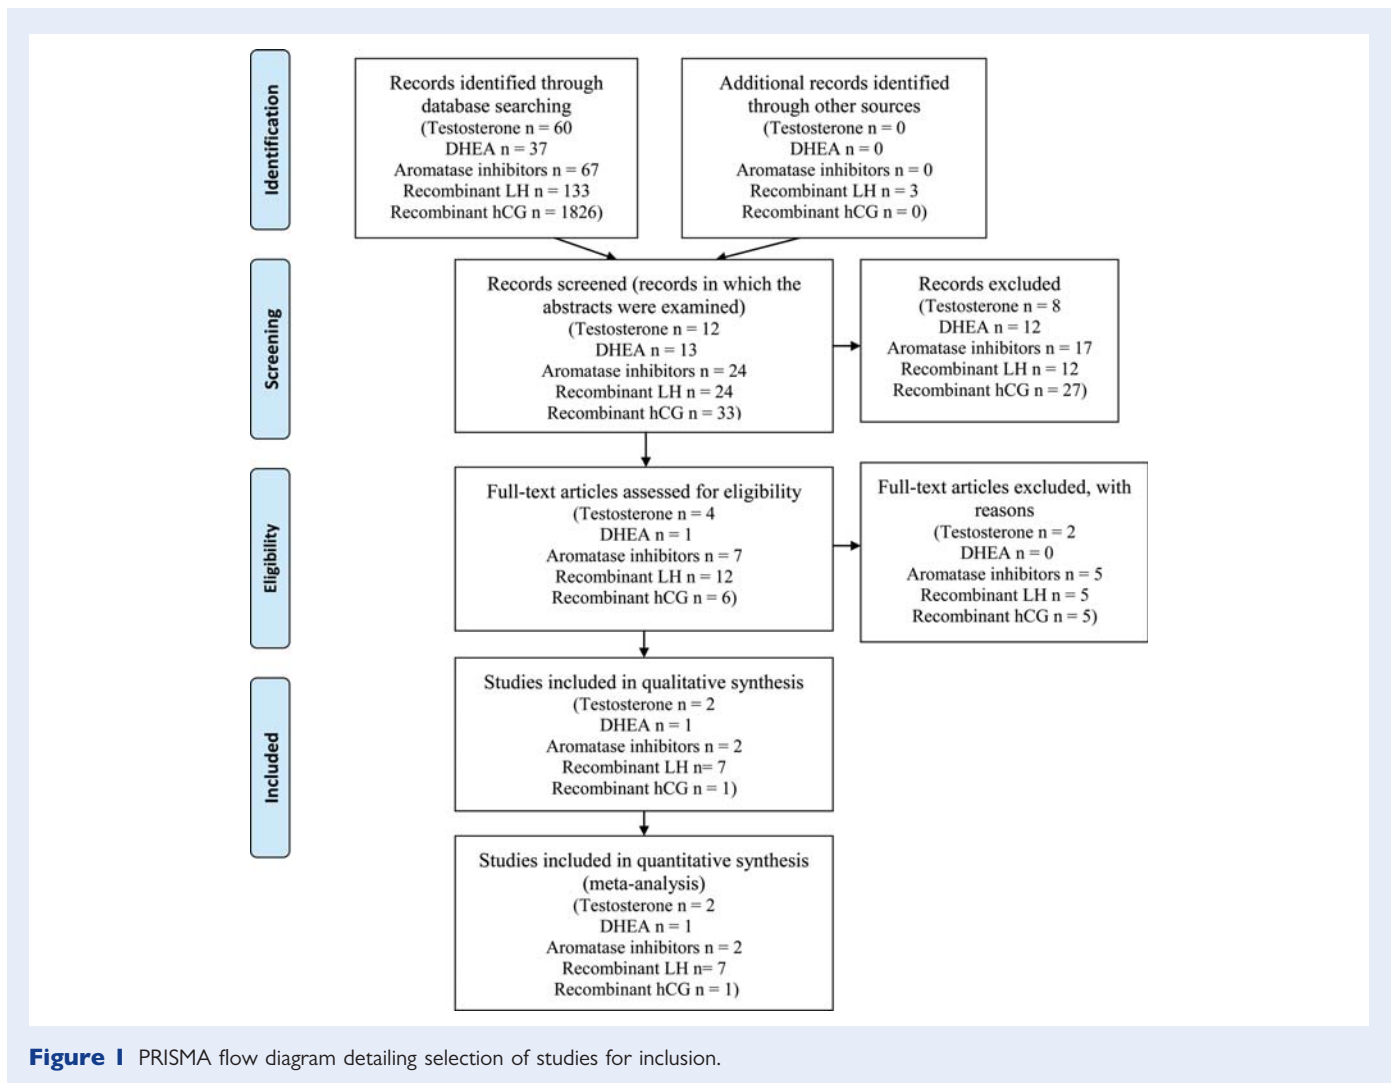 Identification
Records identified through
database searching
(Testosterone n = 60
DHEA n = 37
Aromatase inhibitors n = 67
Recombinant LH n = 133
Recombinant hCG n = 1826)
Additional records identified
through other sources
(Testosterone n = 0
DHEA n = 0
Aromatase inhibitors n = 0
Recombinant LH n = 3
Recombinant hCG n = 0)
Screening
Records screened (records in which the
abstracts were examined)
(Testosterone n = 12
DHEA n = 13
Aromatase inhibitors n = 24
Recombinant LH n = 24
Recombinant hCG n = 33)
Records excluded
(Testosterone n = 8
DHEA n = 12
Aromatase inhibitors n = 17
Recombinant LH n = 12
Recombinant hCG n = 27)
Eligibility
Full-text articles assessed for eligibility
(Testosterone n = 4
DHEA n = 1
Aromatase inhibitors n = 7
Recombinant LH n = 12
Recombinant hCG n = 6)
Full-text articles excluded, with
reasons
(Testosterone n = 2
DHEA n = 0
Aromatase inhibitors n = 5
Recombinant LH n = 5
Recombinant hCG n = 5)
Included
Studies included in qualitative synthesis
(Testosterone n = 2
DHEA n = 1
Aromatase inhibitors n = 2
Recombinant LH n= 7
Recombinant hCG n = 1)
Studies included in quantitative synthesis
(meta-analysis)
(Testosterone n = 2
DHEA n = 1
Aromatase inhibitors n = 2
Recombinant LH n= 7
Recombinant hCG n = 1)
Figure 1 PRISMA flow diagram detailing selection of studies for inclusion.